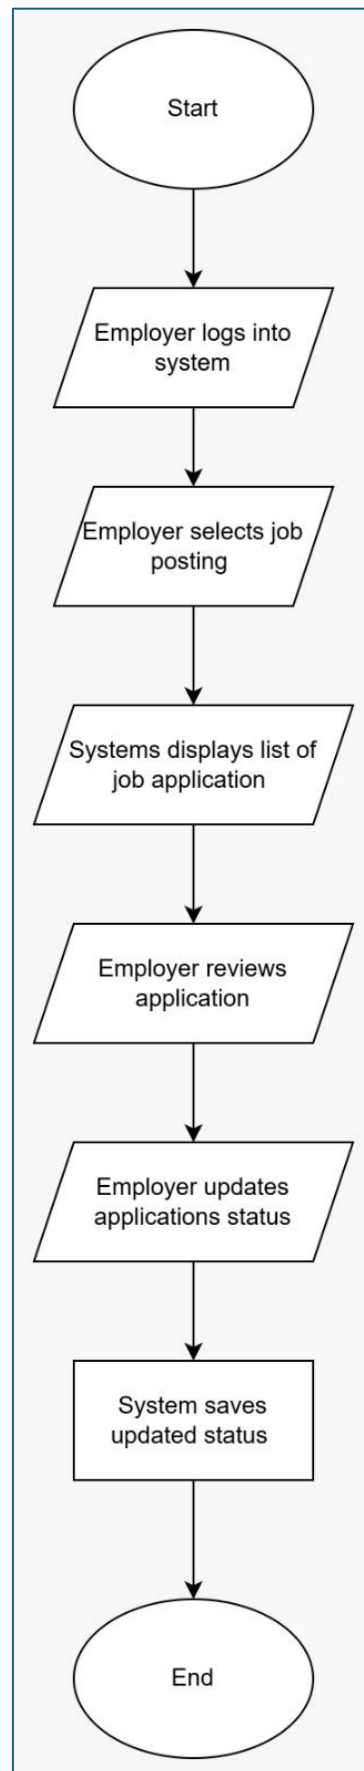 Start
Employer logs into
system
Employer selects job
posting
Systems displays list of
job application
Employer reviews
application
Employer updates
applications status
System saves
updated status
End